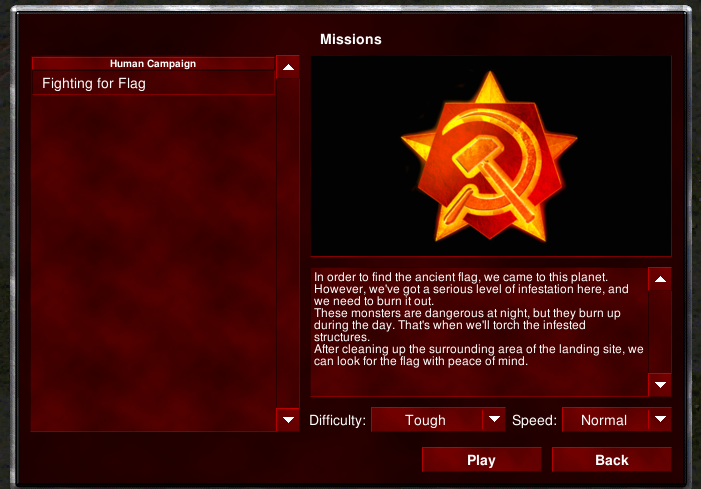 Missions
Human Campaign
Fighting for Flag
In order to find the ancient flag, we came to this planet.
However, we've got a serious level of infestation here, and
we need to burn it out.
These monsters are dangerous at night, but they burn up
during the day. That's when we'll torch the infested
structures.
After cleaning up the surrounding area of the landing site, we
can look for the flag with peace of mind.
Difficulty: Tough Speed: Normal
Play Back